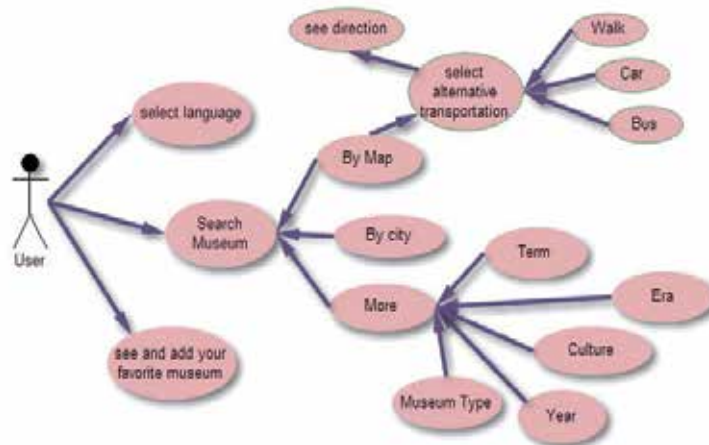 see direction
Walk
select
alternative
transportation
Car
Bus
select language
By Map
User
Search
Museum
By city
Term
More
Era
see and add your
favorite museum
Culture
Museum Type
Year